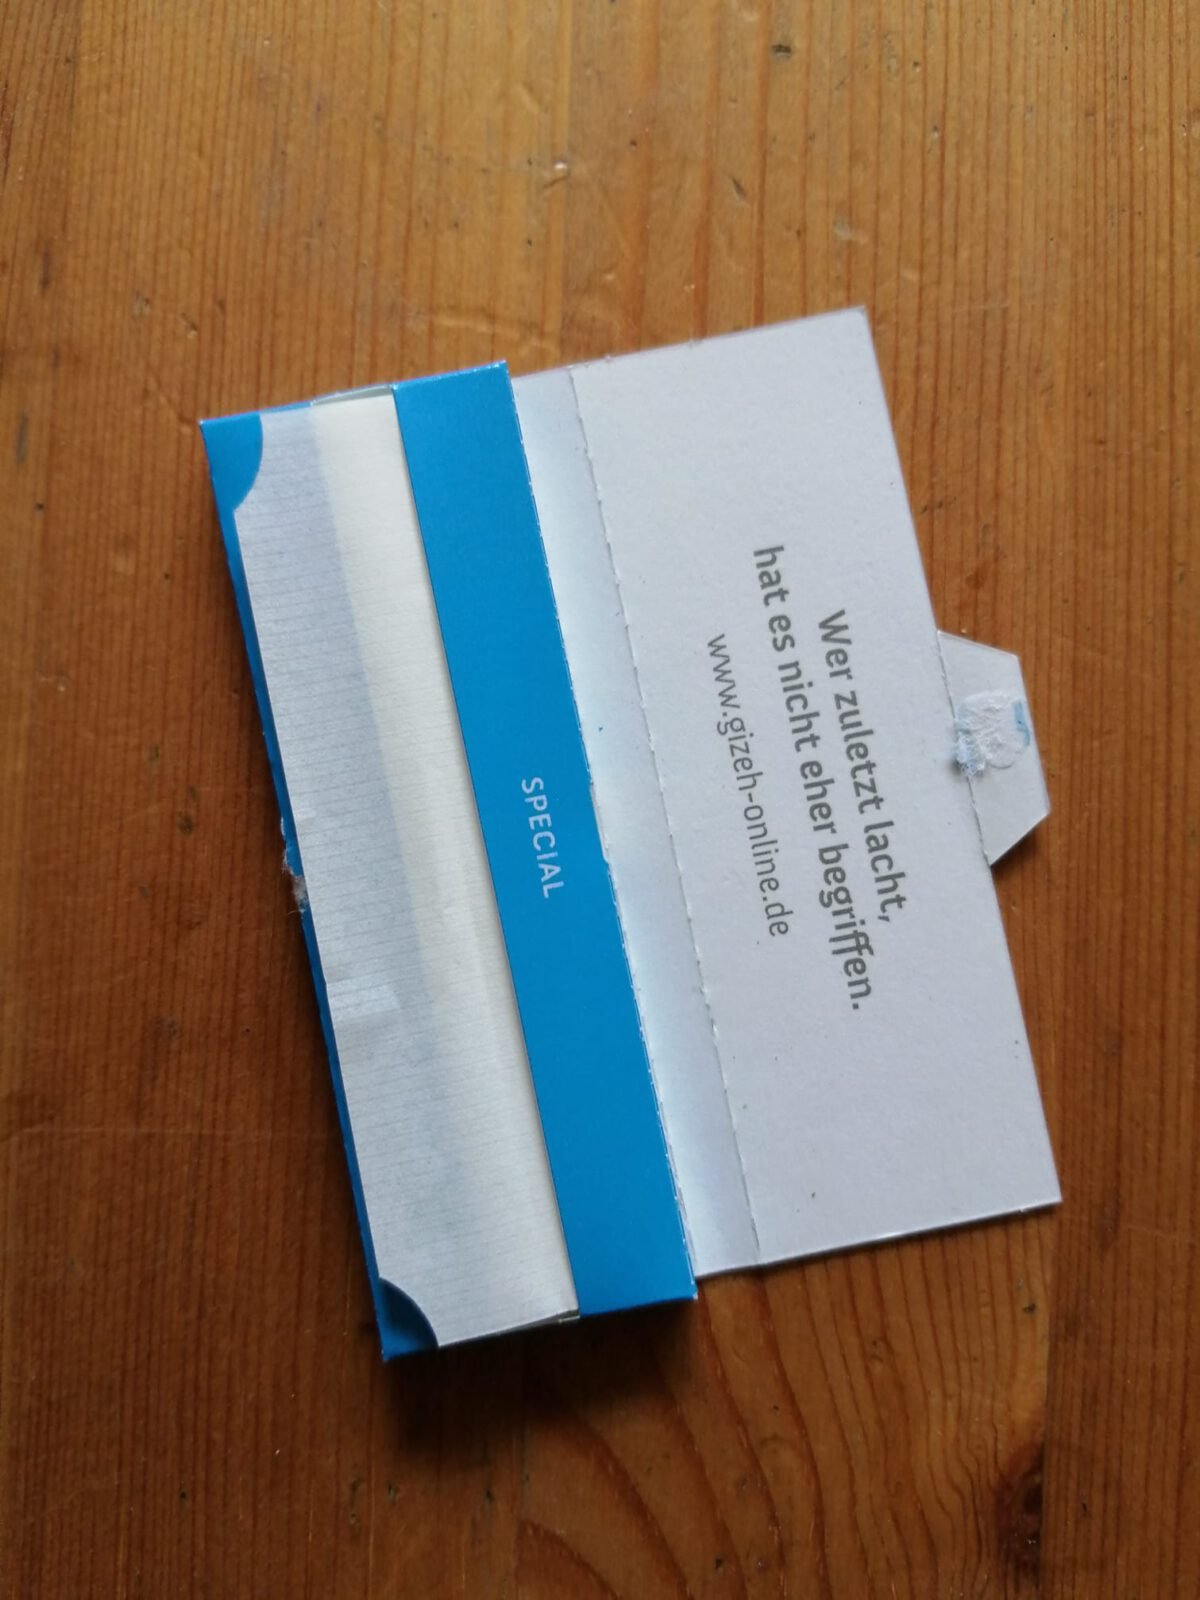 Wer zuletzt lacht,
hat es nicht eher begriffen.
www.gizeh-online.de
SPECIAL